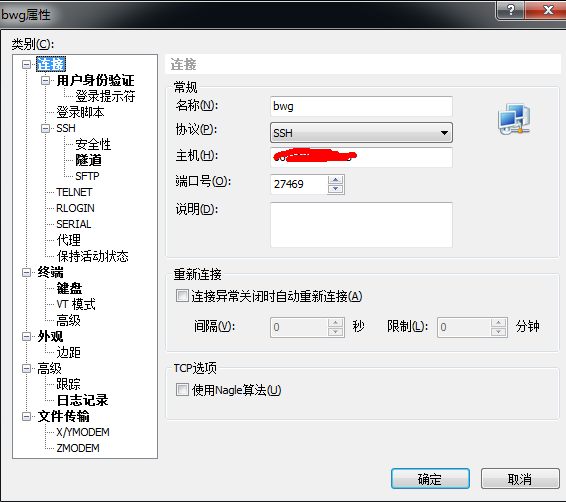 bwg属性
类别(C):
连接
用户身份验证
登录提示符
登录脚本
SSH
安全性
隧道
SFTP
TELNET
RLOGIN
SERIAL
代理
保持活动状态
终端
键盘
VT 模式
高级
外观
边距
高级
跟踪
日志记录
文件传输
X/YMODEM
ZMODEM
连接
常规
名称(N):
bwg
协议(P):
SSH
主机(H):
端口号(O):
27469
说明(D):
重新连接
连接异常关闭时自动重新连接(A)
间隔(V): 0 秒 限制(L): 0 分钟
TCP选项
使用Nagle算法(U)
确定
取消